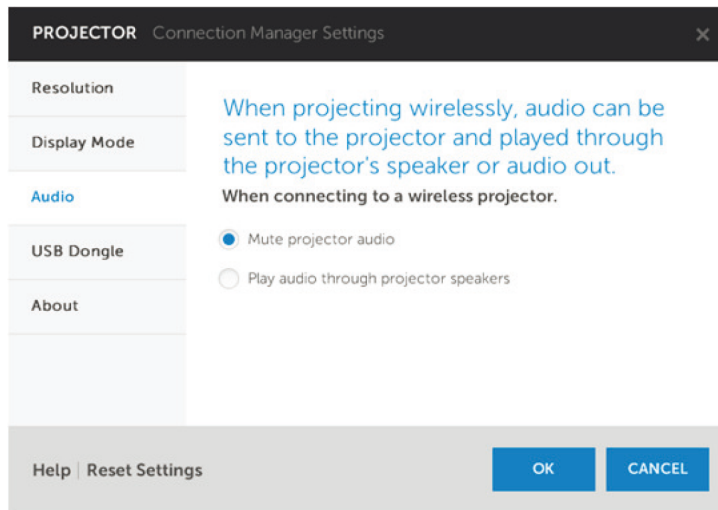 PROJECTOR Connection Manager Settings
Resolution
Display Mode
Audio
USB Dongle
About
When projecting wirelessly, audio can be
sent to the projector and played through
the projector's speaker or audio out.
When connecting to a wireless projector.
Mute projector audio
Play audio through projector speakers
Help | Reset Settings
OK
CANCEL